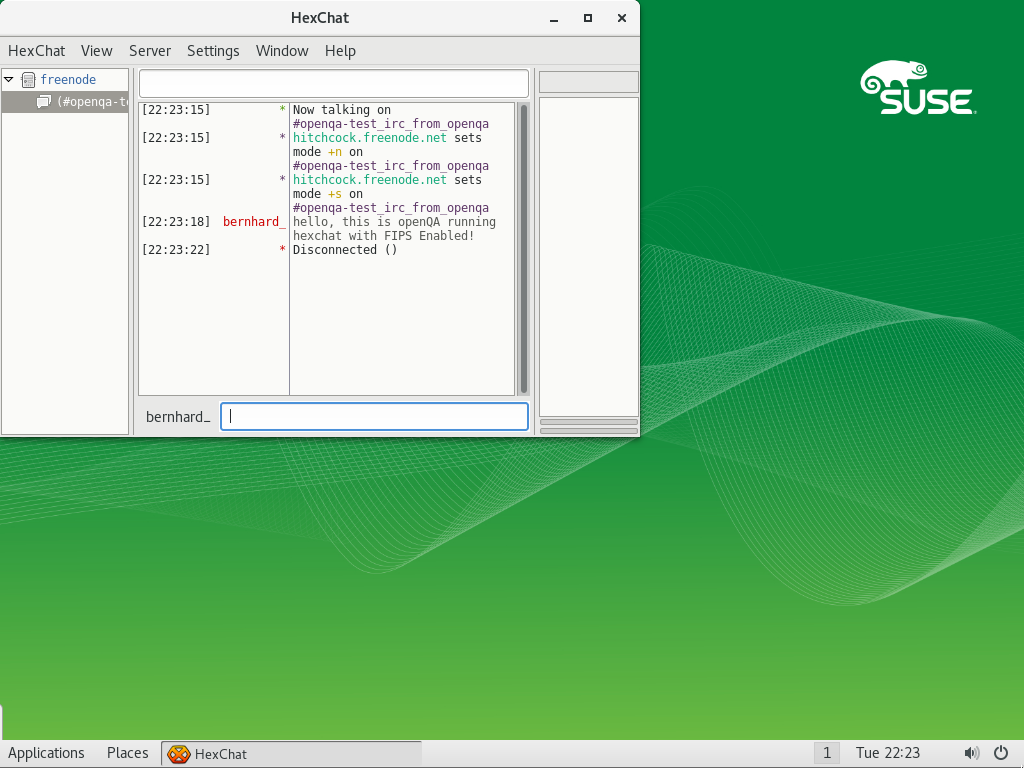 HexChat
HexChat View Server Settings Window Help
freenode
(#openqa-te
[22:23:15] * Now talking on
#openqa-test_irc_from_openqa
[22:23:15] * hitchcock.freenode.net sets
mode +n on
#openqa-test_irc_from_openqa
[22:23:15] * hitchcock.freenode.net sets
mode +s on
#openqa-test_irc_from_openqa
[22:23:18] bernhard_ hello, this is openQA running
hexchat with FIPS Enabled!
[22:23:22] * Disconnected ()
bernhard_
SUSE
Applications Places HexChat 1 Tue 22:23